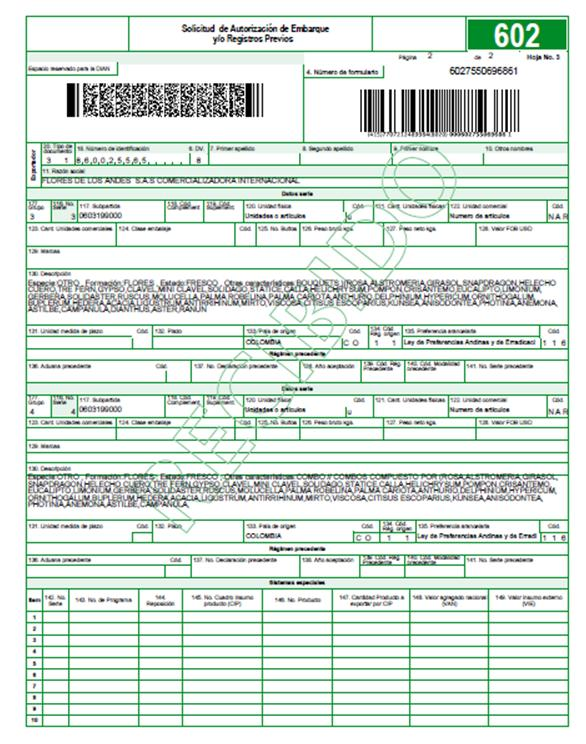 Solicitud de Autorización de Embarque
y/o Registros Previos
602
Página 2 de 2 Hoja No. 3
Espacio reservado para la DIAN
4. Número de formulario 6027550696861
Exportador
20. Tipo de documento 18. Número de identificación 6. DV. 7. Primer apellido 8. Segundo apellido 9. Primer nombre 10. Otros nombres
3 1 8 6 0 0 2 5 5 6 5 8
11. Razón social
FLORES DE LOS ANDES S.A.S COMERCIALIZADORA INTERNACIONAL
Datos serie
177. Grupo 116. No. Serie 117. Subpartida 118. Cód. Complement. 119. Cód. Suplement. 120. Unidad física Cód. 121. Cant. Unidades físicas 122. Unidad comercial Cód.
3 3 0603199000 Unidades o artículos u Numero de articulos NAR
123. Cant. Unidades comerciales 124. Clase embalaje Cód. 125. No. Bultos 126. Peso bruto kgs. 127. Peso neto kgs. 128. Valor FOB USD
129. Marcas
130. Descripción
Especie:OTRO , Formación:FLORES , Estado:FRESCO , Otras características:BOUQUETS )(ROSA,ALSTROMERIA,GIRASOL,SNAPDRAGON,HELECHO
CUERO,TRE FERN,GYPSO,CLAVEL,MINI CLAVEL,SOLIDAGO,STATICE,CALLA,HELICHRYSUM,POMPON,CRISANTEMO,EUCALIPTO,LIMONIUM,
GERBERA,SOLIDASTER,RUSCUS,MOLUCELLA,PALMA ROBELINA,PALMA CARIOTA,ANTHURIO,DELPHINIUM,HYPERICUM,ORNITHOGALUM,
BUPLERUM,HEDERA,ACACIA,LIGUSTRUM,ANTIRRHINUM,MIRTO,VISCOSA,CITISUS ESCOPARIUS,KUNSEA,ANISODONTEA,PHOTINIA,ANEMONA,
ASTILBE,CAMPANULA,DIANTHUS,ASTER,RANUN
131. Unidad medida de plazo Cód. 132. Plazo 133. País de origen Cód. 134. Cód. Reg. origen 135. Preferencia arancelaria Cód.
COLOMBIA C O 1 1 Ley de Preferencias Andinas y de Erradicaci 1 1 6
Régimen precedente
136. Aduana precedente Cód. 137. No. Declaración precedente 138. Año aceptación 139. Cód. Rég. Precedente 140. Cód. Modalidad precedente 141. No. Serie precedente
Datos serie
177. Grupo 116. No. Serie 117. Subpartida 118. Cód. Complement. 119. Cód. Suplement. 120. Unidad física Cód. 121. Cant. Unidades físicas 122. Unidad comercial Cód.
4 4 0603199000 Unidades o artículos u Numero de articulos NAR
123. Cant. Unidades comerciales 124. Clase embalaje Cód. 125. No. Bultos 126. Peso bruto kgs. 127. Peso neto kgs. 128. Valor FOB USD
129. Marcas
130. Descripción
Especie:OTRO , Formación:FLORES , Estado:FRESCO , Otras características:COMBO Y COMBOS COMPUESTO POR (ROSA,ALSTROMERIA,GIRASOL,
SNAPDRAGON,HELECHO CUERO,TRE FERN,GYPSO,CLAVEL,MINI CLAVEL,SOLIDAGO,STATICE,CALLA,HELICHRYSUM,POMPON,CRISANTEMO,
EUCALIPTO,LIMONIUM,GERBERA,SOLIDASTER,RUSCUS,MOLUCELLA,PALMA ROBELINA,PALMA CARIOTA,ANTHURIO,DELPHINIUM,HYPERICUM,
ORNITHOGALUM,BUPLERUM,HEDERA,ACACIA,LIGUSTRUM,ANTIRRHINUM,MIRTO,VISCOSA,CITISUS ESCOPARIUS,KUNSEA,ANISODONTEA,
PHOTINIA,ANEMONA,ASTILBE,CAMPANULA,
131. Unidad medida de plazo Cód. 132. Plazo 133. País de origen Cód. 134. Cód. Reg. origen 135. Preferencia arancelaria Cód.
COLOMBIA C O 1 1 Ley de Preferencias Andinas y de Erradi 1 1 6
Régimen precedente
136. Aduana precedente Cód. 137. No. Declaración precedente 138. Año aceptación 139. Cód. Rég. Precedente 140. Cód. Modalidad precedente 141. No. Serie precedente
Sistemas especiales
Item 142. No. Serie 143. No. de Programa 144. Reposición 145. No. Cuadro insumo producto (CIP) 146. No. Producto 147. Cantidad Producto a exportar por CIP 148. Valor agregado nacional (VAN) 149. Valor insumo externo (VIE)
1
2
3
4
5
6
7
8
9
10
RECIBIDO